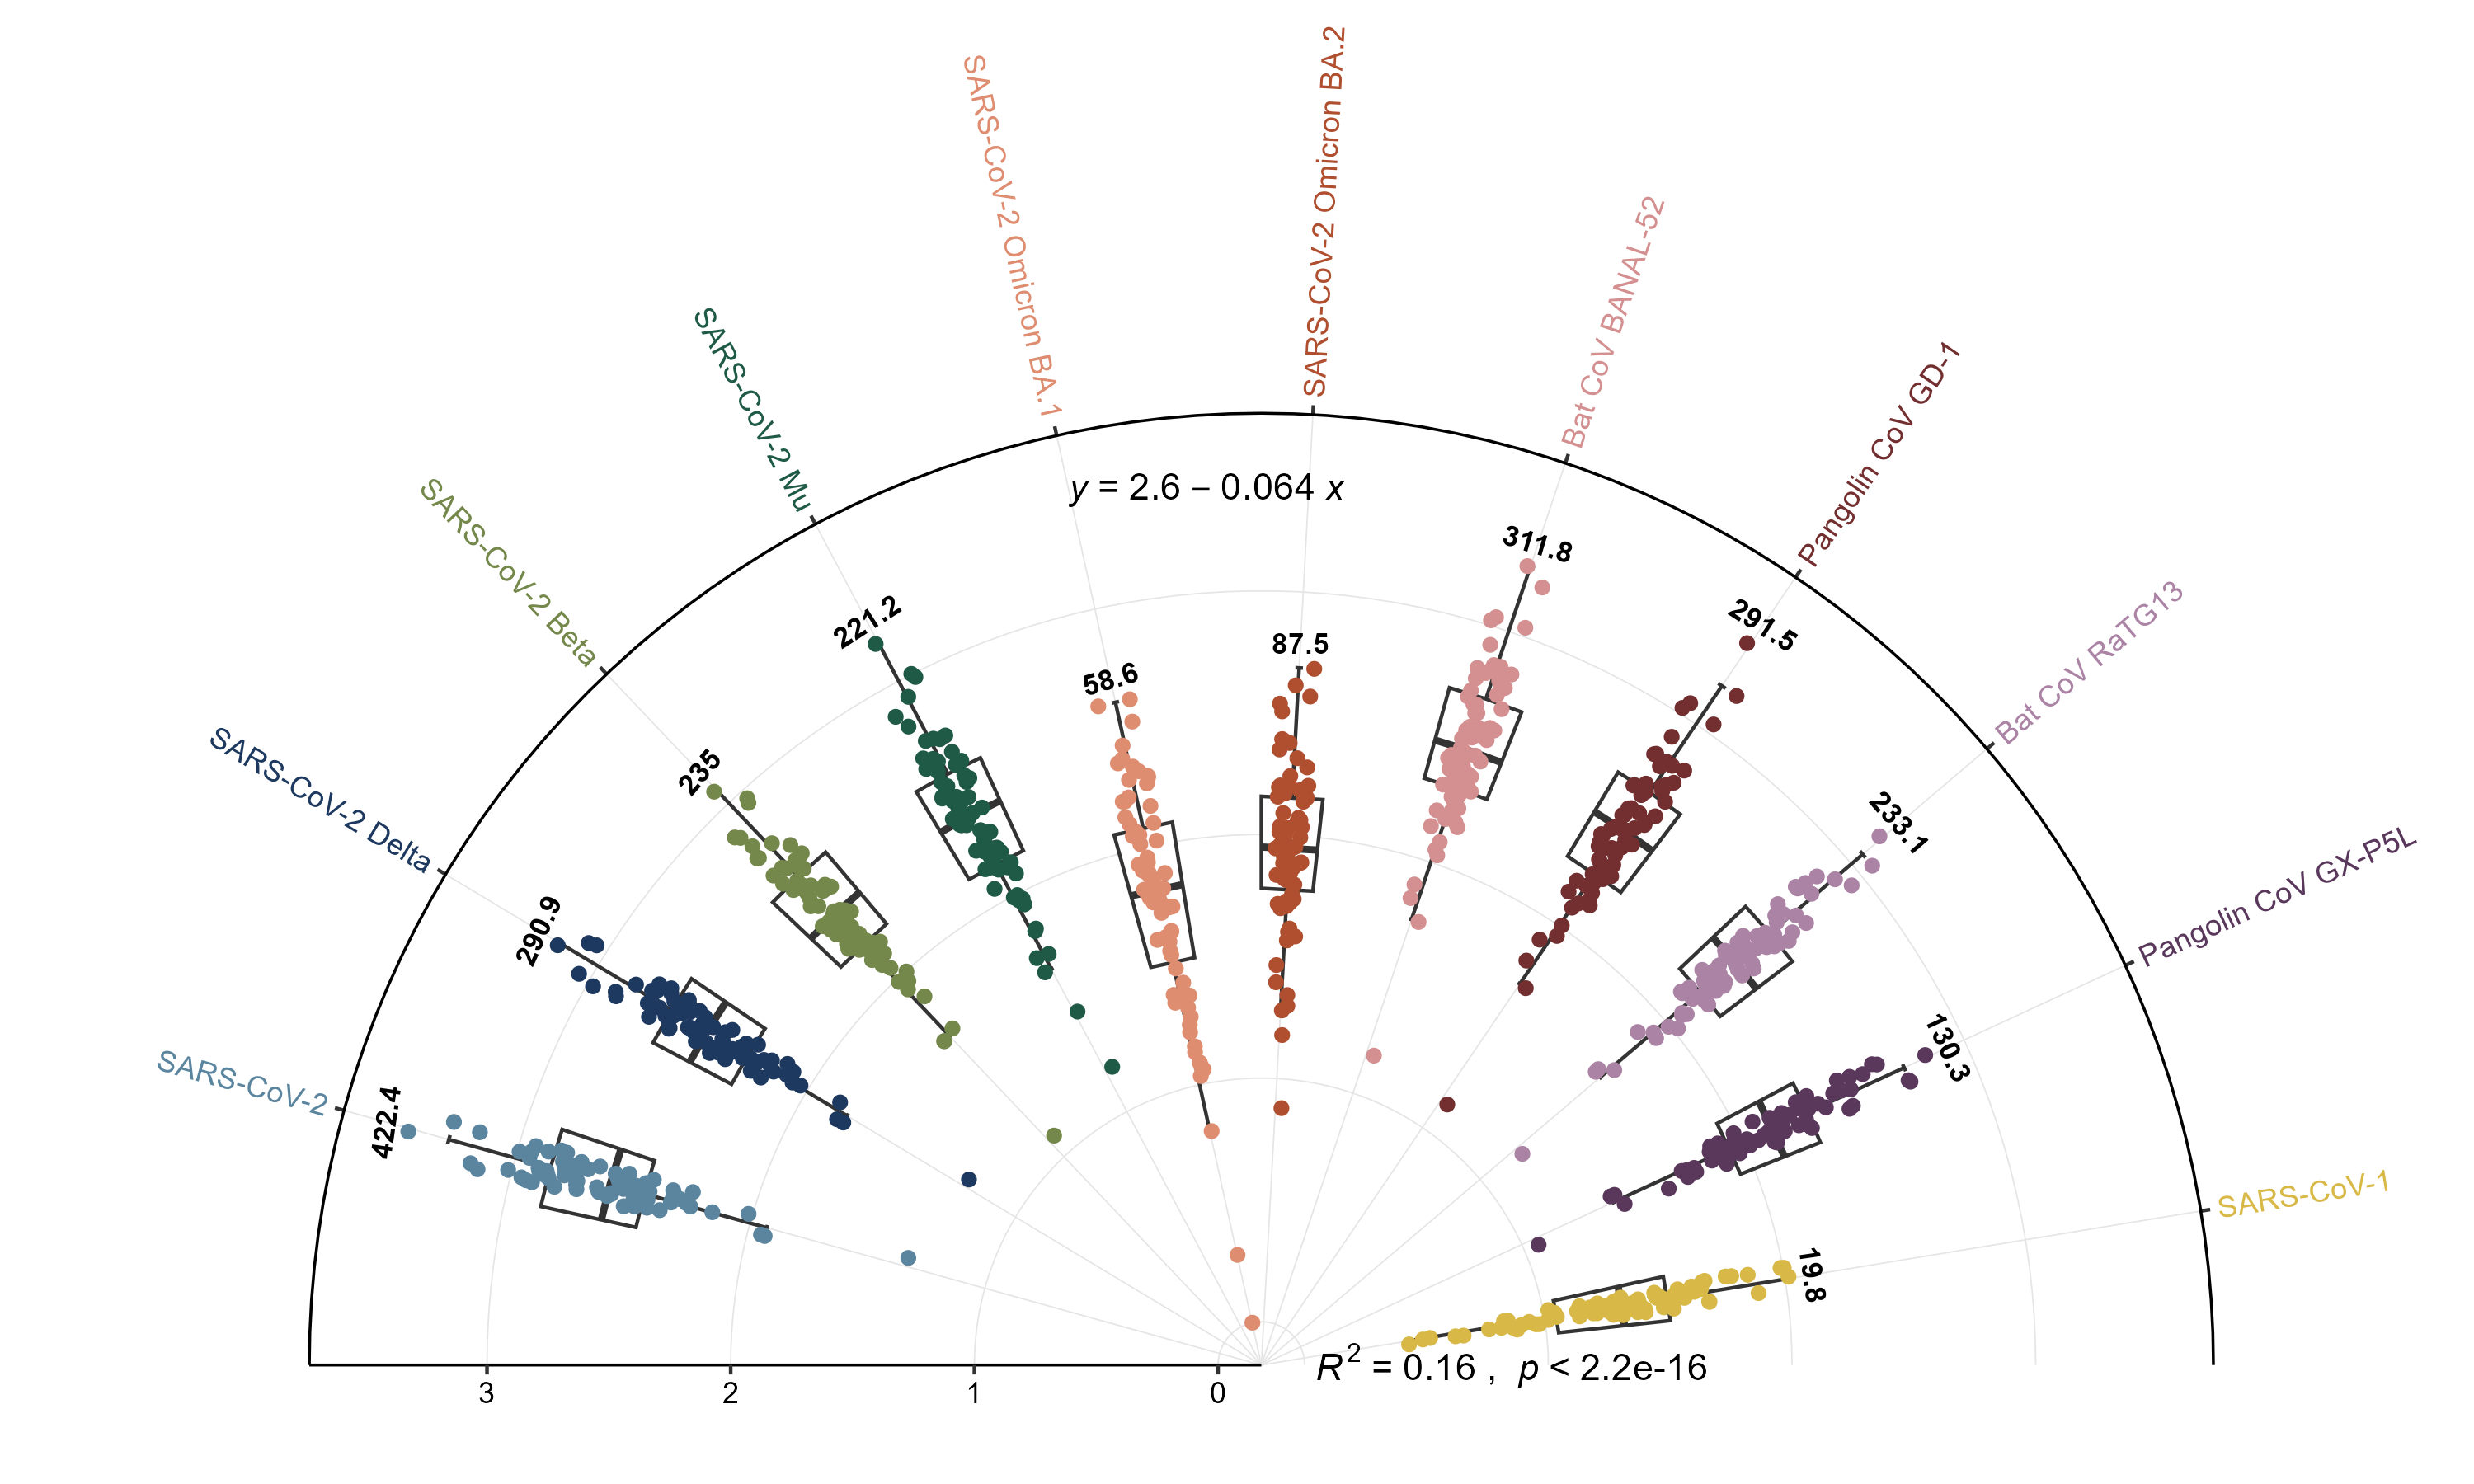 SARS-CoV-2
SARS-CoV-2 Delta
SARS-CoV-2 Beta
SARS-CoV-2 Mu
SARS-CoV-2 Omicron BA.1
SARS-CoV-2 Omicron BA.2
Bat CoV BANAL-52
Pangolin CoV GD-1
Bat CoV RaTG13
Pangolin CoV GX-P5L
SARS-CoV-1
y = 2.6 – 0.064 x
422.4
290.9
235
221.2
58.6
87.5
311.8
291.5
233.1
130.3
19.8
R2 = 0.16 , p < 2.2e-16
3 2 1 0